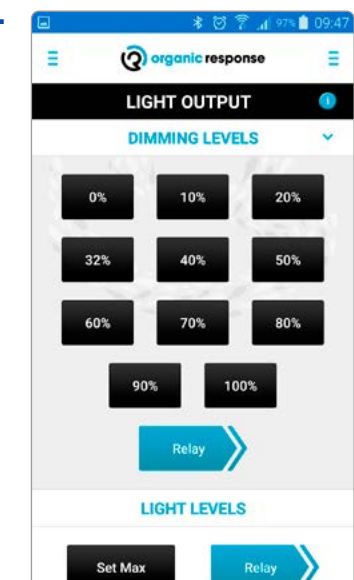 97% 09:47
organic response
LIGHT OUTPUT i
DIMMING LEVELS
0% 10% 20%
32% 40% 50%
60% 70% 80%
90% 100%
Relay
LIGHT LEVELS
Set Max Relay